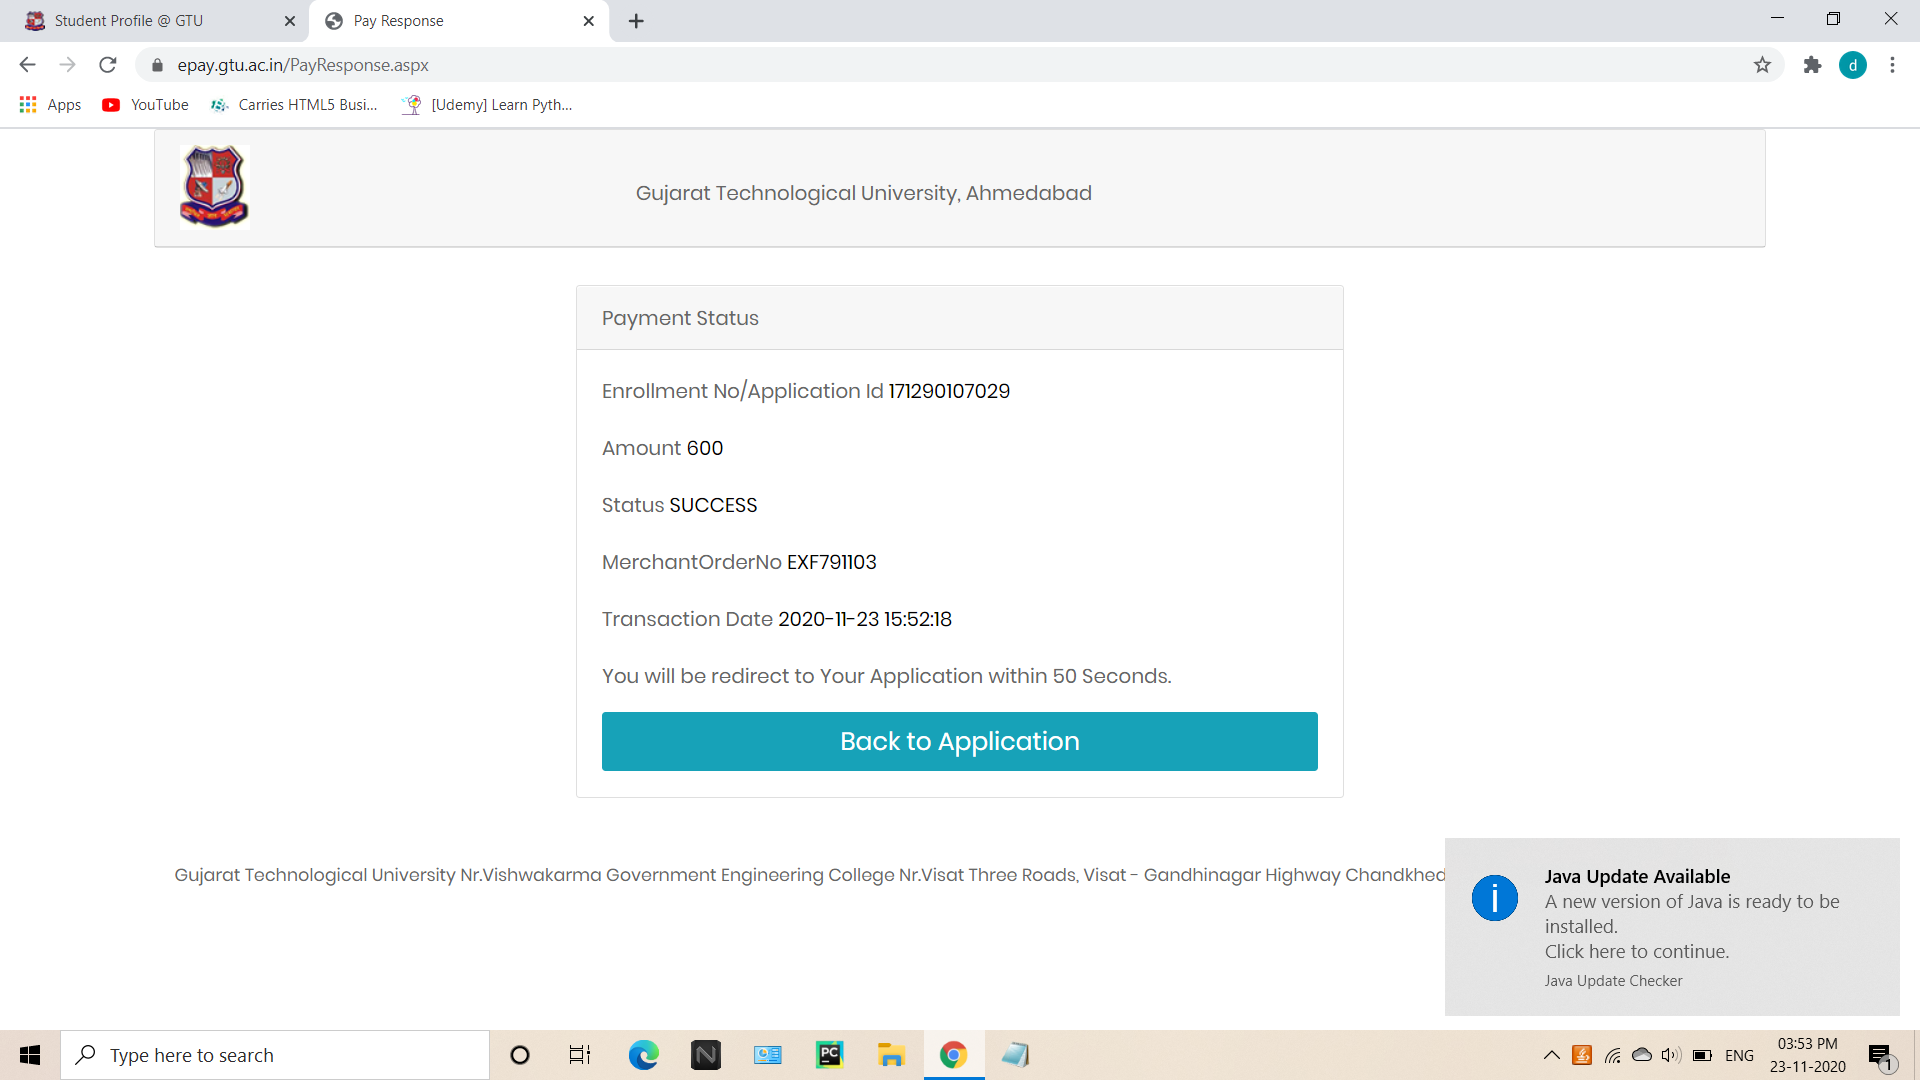 Student Profile @ GTU
Pay Response
epay.gtu.ac.in/PayResponse.aspx
d
Apps
YouTube
Carries HTML5 Busi...
[Udemy] Learn Pyth...
Gujarat Technological University, Ahmedabad
Payment Status
Enrollment No/Application Id 171290107029
Amount 600
Status SUCCESS
MerchantOrderNo EXF791103
Transaction Date 2020-11-23 15:52:18
You will be redirect to Your Application within 50 Seconds.
Back to Application
Gujarat Technological University Nr.Vishwakarma Government Engineering College Nr.Visat Three Roads, Visat - Gandhinagar Highway Chandkhed
Java Update Available
A new version of Java is ready to be
installed.
Click here to continue.
Java Update Checker
Type here to search
N
PC
ENG
03:53 PM
23-11-2020
1